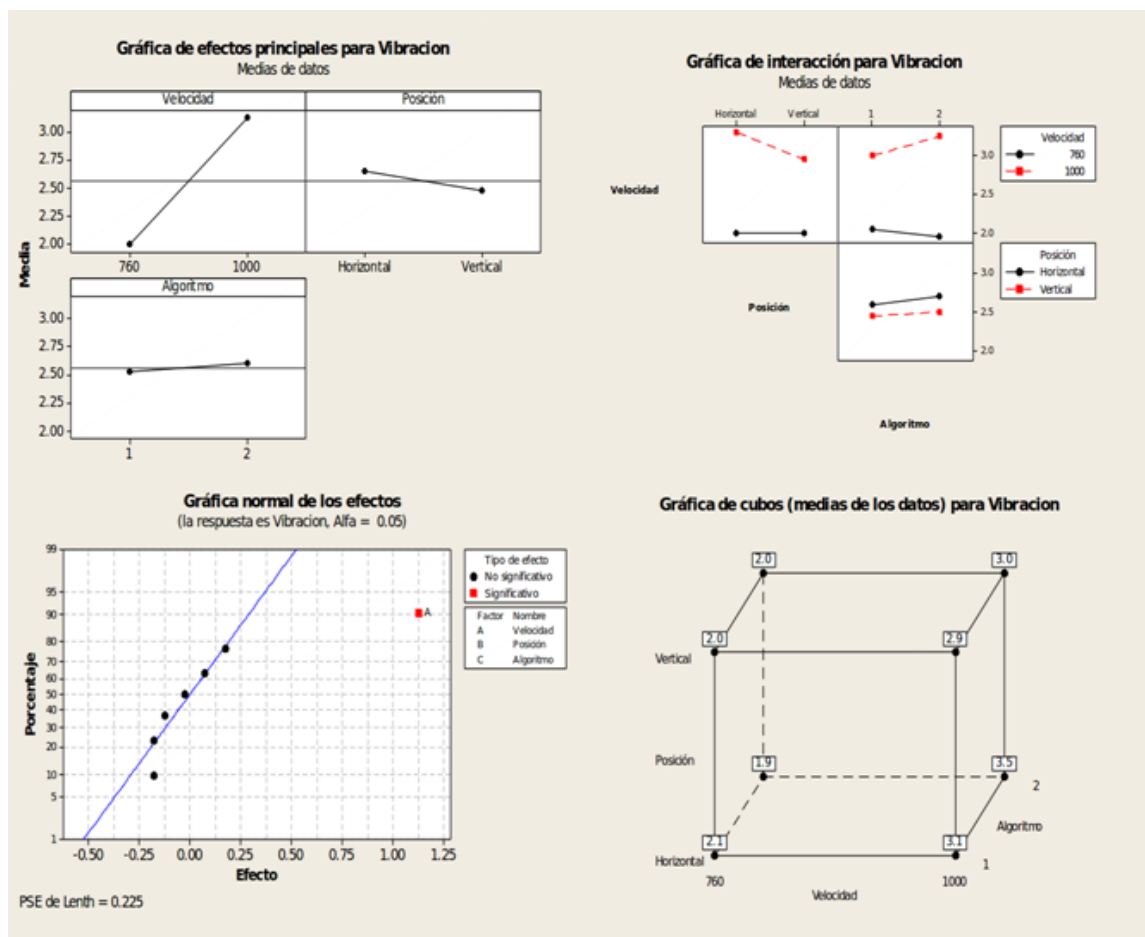 Gráfica de efectos principales para Vibracion
Medias de datos
Velocidad Posición
3.00
2.75
2.50
2.25
2.00
760 1000 Horizontal Vertical
Algoritmo
3.00
2.75
2.50
2.25
2.00
1 2
Media
Gráfica de interacción para Vibracion
Medias de datos
Horizontal Vertical 1 2
Velocidad
3.0
2.5
2.0
Velocidad
760
1000
Posición
3.0
2.5
2.0
Posición
Horizontal
Vertical
Algoritmo
Gráfica normal de los efectos
(la respuesta es Vibracion, Alfa = 0.05)
99
95
90
80
70
60
50
40
30
20
10
5
1
Porcentaje
A
-0.50 -0.25 0.00 0.25 0.50 0.75 1.00 1.25
Efecto
Tipo de efecto
No significativo
Significativo
Factor Nombre
A Velocidad
B Posición
C Algoritmo
PSE de Lenth = 0.225
Gráfica de cubos (medias de los datos) para Vibracion
2.0 3.0
2.0 2.9
Vertical
Posición
1.9 3.5
2
Algoritmo
2.1 3.1
Horizontal
1
760 1000
Velocidad